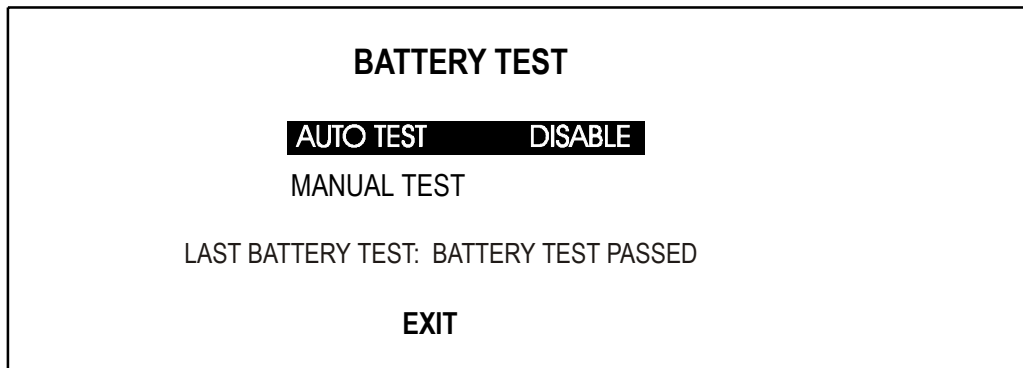 BATTERY TEST
AUTO TEST DISABLE
MANUAL TEST
LAST BATTERY TEST: BATTERY TEST PASSED
EXIT